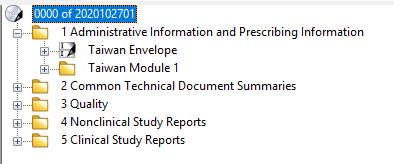 0000 of 2020102701
1 Administrative Information and Prescribing Information
Taiwan Envelope
Taiwan Module 1
2 Common Technical Document Summaries
3 Quality
4 Nonclinical Study Reports
5 Clinical Study Reports